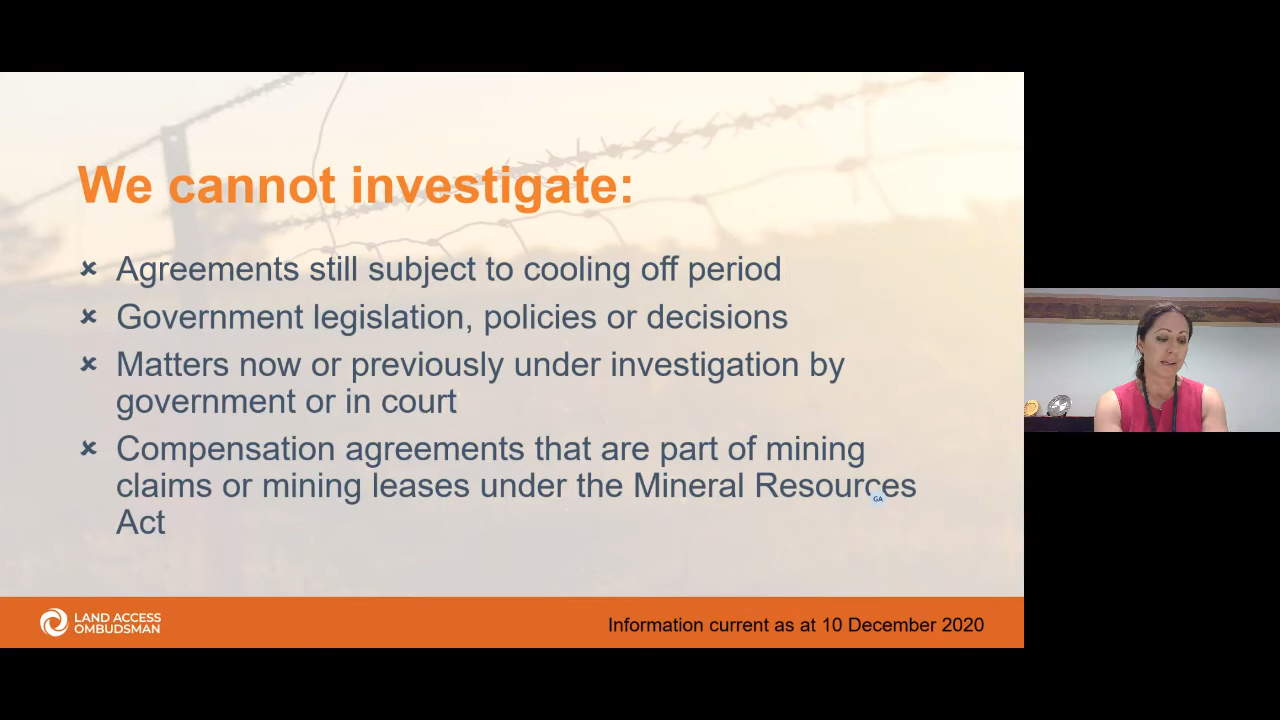 We cannot investigate:
× Agreements still subject to cooling off period
× Government legislation, policies or decisions
× Matters now or previously under investigation by
government or in court
× Compensation agreements that are part of mining
claims or mining leases under the Mineral Resources
Act
GA
LAND ACCESS
OMBUDSMAN
Information current as at 10 December 2020